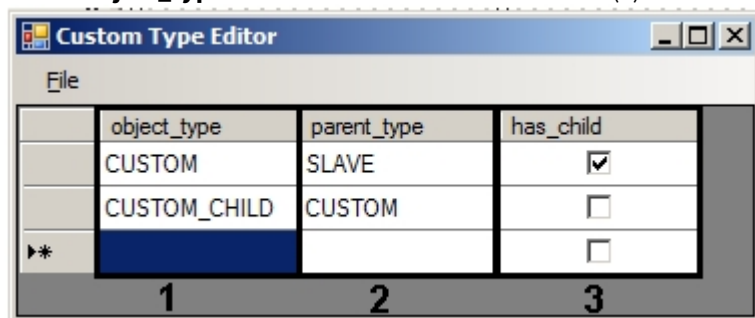 Custom Type Editor
File
object_type parent_type has_child
CUSTOM SLAVE
CUSTOM_CHILD CUSTOM
1 2 3